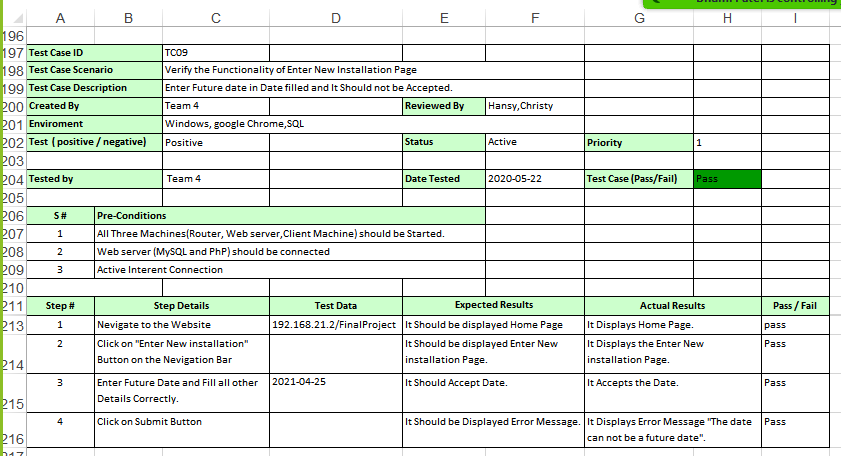 A B C D E F G H I
196
197 Test Case ID TC09
198 Test Case Scenario Verify the Functionality of Enter New Installation Page
199 Test Case Description Enter Future date in Date filled and It Should not be Accepted.
200 Created By Team 4 Reviewed By Hansy,Christy
201 Enviroment Windows, google Chrome,SQL
202 Test ( positive / negative) Positive Status Active Priority 1
203
204 Tested by Team 4 Date Tested 2020-05-22 Test Case (Pass/Fail) Pass
205
206 S # Pre-Conditions
207 1 All Three Machines(Router, Web server,Client Machine) should be Started.
208 2 Web server (MySQL and PhP) should be connected
209 3 Active Interent Connection
210
211 Step # Step Details Test Data Expected Results Actual Results Pass / Fail
213 1 Nevigate to the Website 192.168.21.2/FinalProject It Should be displayed Home Page It Displays Home Page. pass
2 Click on "Enter New installation" It Should be displayed Enter New It Displays the Enter New Pass
214 Button on the Nevigation Bar installation Page. installation Page.
3 Enter Future Date and Fill all other 2021-04-25 It Should Accept Date. It Accepts the Date. Pass
215 Details Correctly.
4 Click on Submit Button It Should be Displayed Error Message. It Displays Error Message "The date Pass
216 can not be a future date".